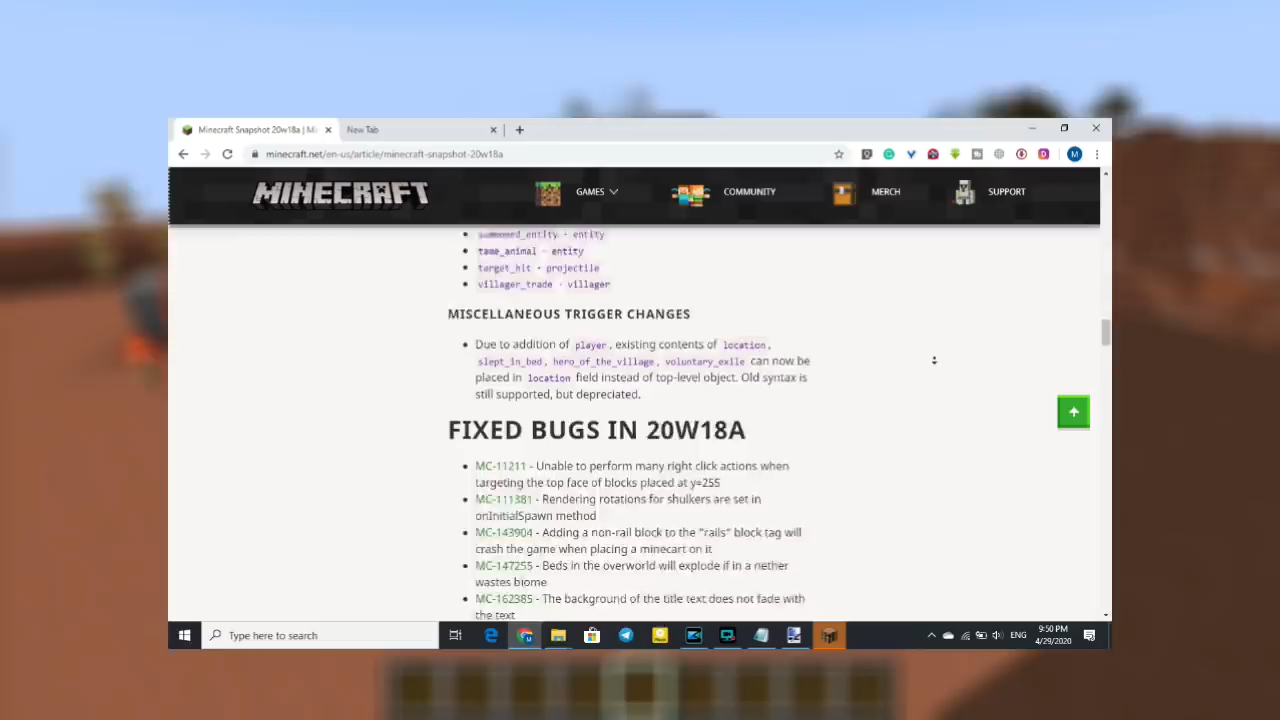 Minecraft Snapshot 20w18a | Mi
New Tab
minecraft.net/en-us/article/minecraft-snapshot-20w18a
M
MINECRAFT
GAMES
COMMUNITY
MERCH
SUPPORT
summoned_entity - entity
tame_animal - entity
target_hit - projectile
villager_trade - villager
MISCELLANEOUS TRIGGER CHANGES
Due to addition of player, existing contents of location,
slept_in_bed, hero_of_the_village, voluntary_exile can now be
placed in location field instead of top-level object. Old syntax is
still supported, but depreciated.
FIXED BUGS IN 20W18A
MC-11211 - Unable to perform many right click actions when
targeting the top face of blocks placed at y=255
MC-111381 - Rendering rotations for shulkers are set in
onInitialSpawn method
MC-143904 - Adding a non-rail block to the "rails" block tag will
crash the game when placing a minecart on it
MC-147255 - Beds in the overworld will explode if in a nether
wastes biome
MC-162385 - The background of the title text does not fade with
the text
Type here to search
ENG
9:50 PM
4/29/2020